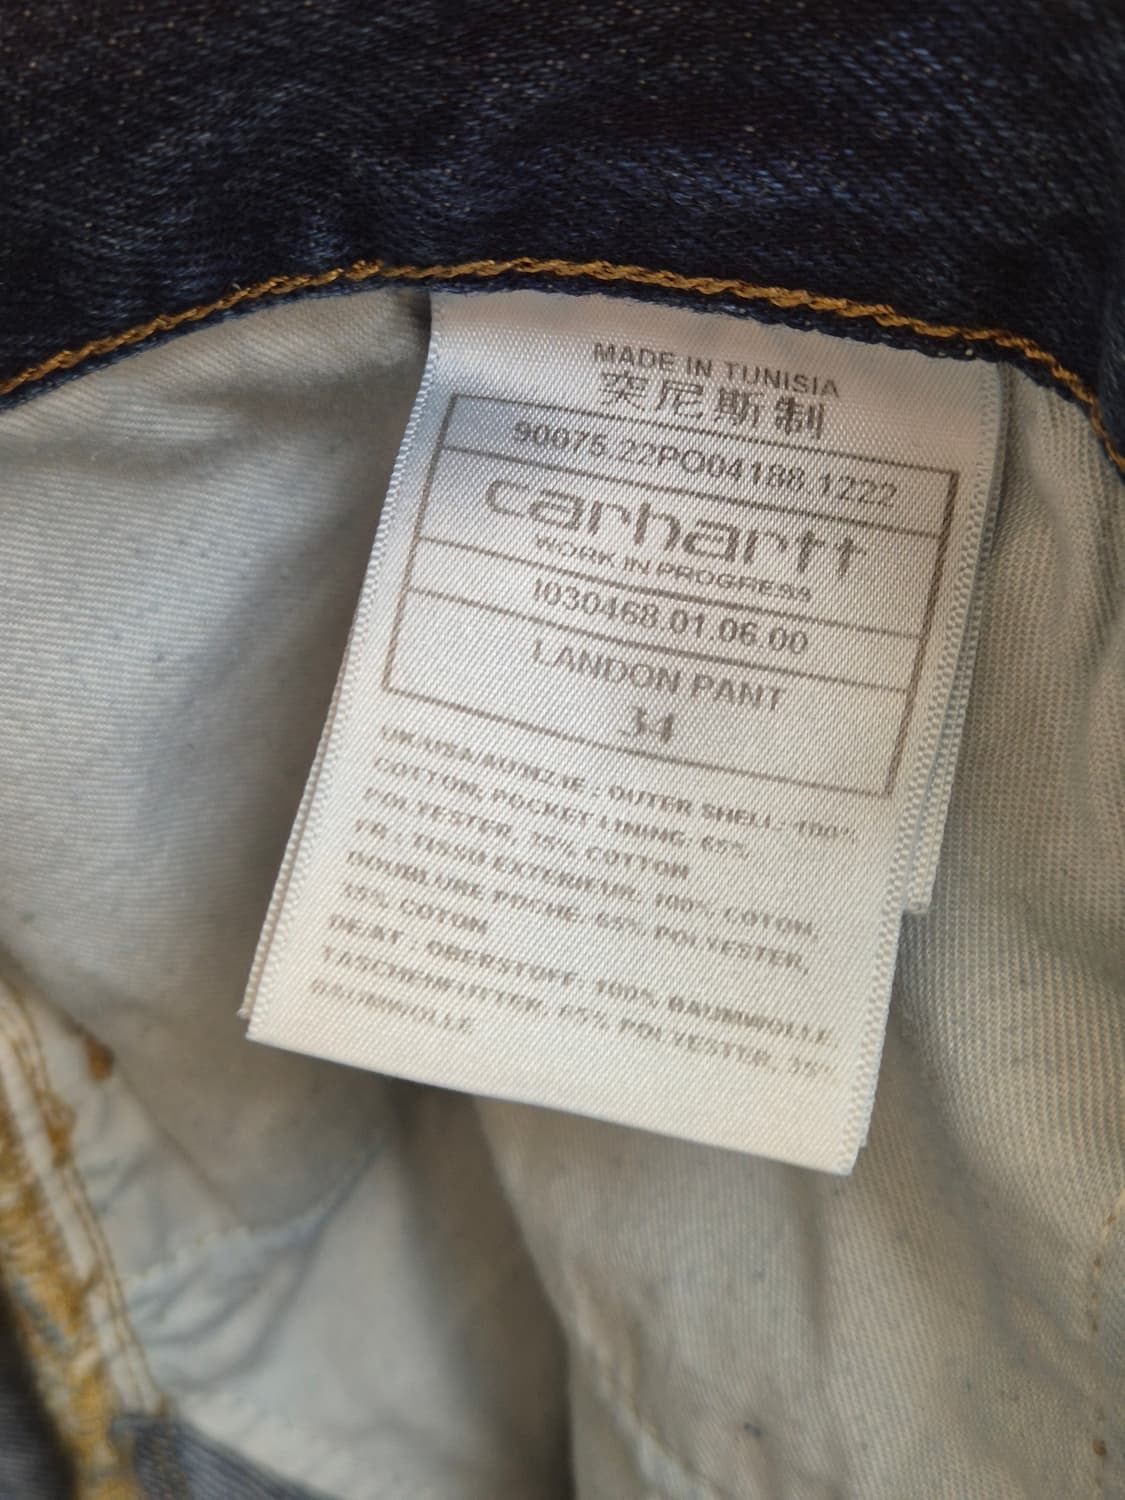 MADE IN TUNISIA
突尼斯制
90075.22PO04188.1222
carhartt
WORK IN PROGRESS
I030468.01.06.00
LANDON PANT
34
UK/USA/AU/NZ/IE : OUTER SHELL: 100%
COTTON, POCKET LINING: 65%
POLYESTER, 35% COTTON
FR : TISSU EXTERIEUR: 100% COTON,
DOUBLURE POCHE: 65% POLYESTER,
35% COTON
DE/AT : OBERSTOFF: 100% BAUMWOLLE,
TASCHENFUTTER: 65% POLYESTER, 35%
BAUMWOLLE